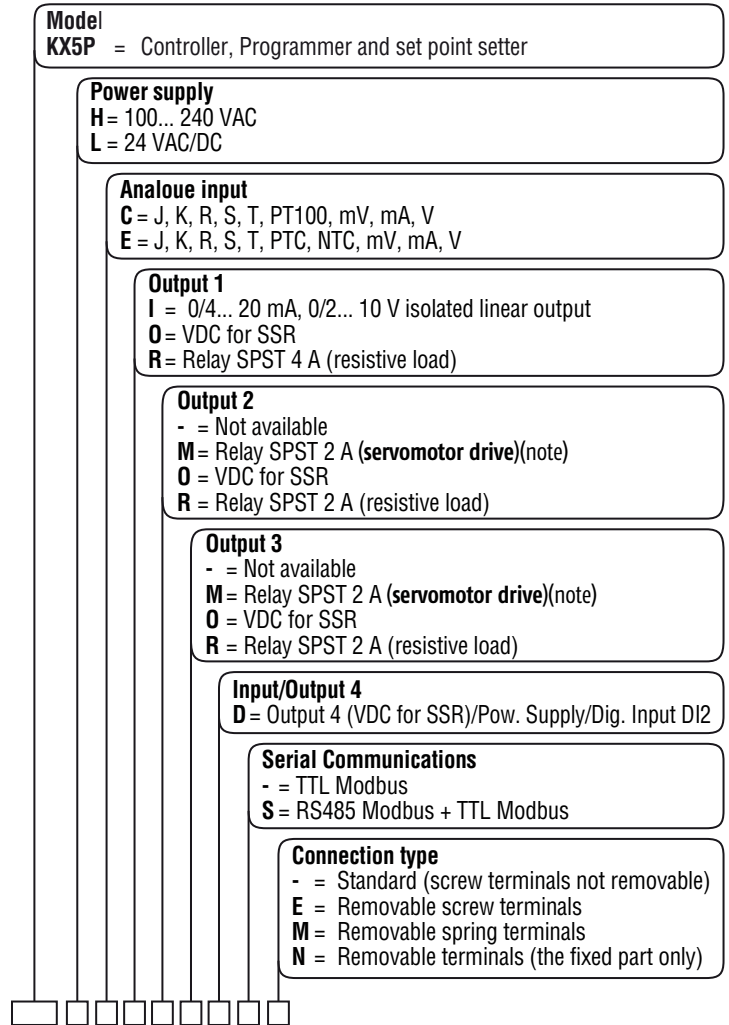 Model
KX5P = Controller, Programmer and set point setter
Power supply
H = 100... 240 VAC
L = 24 VAC/DC
Analoue input
C = J, K, R, S, T, PT100, mV, mA, V
E = J, K, R, S, T, PTC, NTC, mV, mA, V
Output 1
I = 0/4... 20 mA, 0/2... 10 V isolated linear output
O = VDC for SSR
R = Relay SPST 4 A (resistive load)
Output 2
- = Not available
M = Relay SPST 2 A (servomotor drive)(note)
O = VDC for SSR
R = Relay SPST 2 A (resistive load)
Output 3
- = Not available
M = Relay SPST 2 A (servomotor drive)(note)
O = VDC for SSR
R = Relay SPST 2 A (resistive load)
Input/Output 4
D = Output 4 (VDC for SSR)/Pow. Supply/Dig. Input DI2
Serial Communications
- = TTL Modbus
S = RS485 Modbus + TTL Modbus
Connection type
- = Standard (screw terminals not removable)
E = Removable screw terminals
M = Removable spring terminals
N = Removable terminals (the fixed part only)